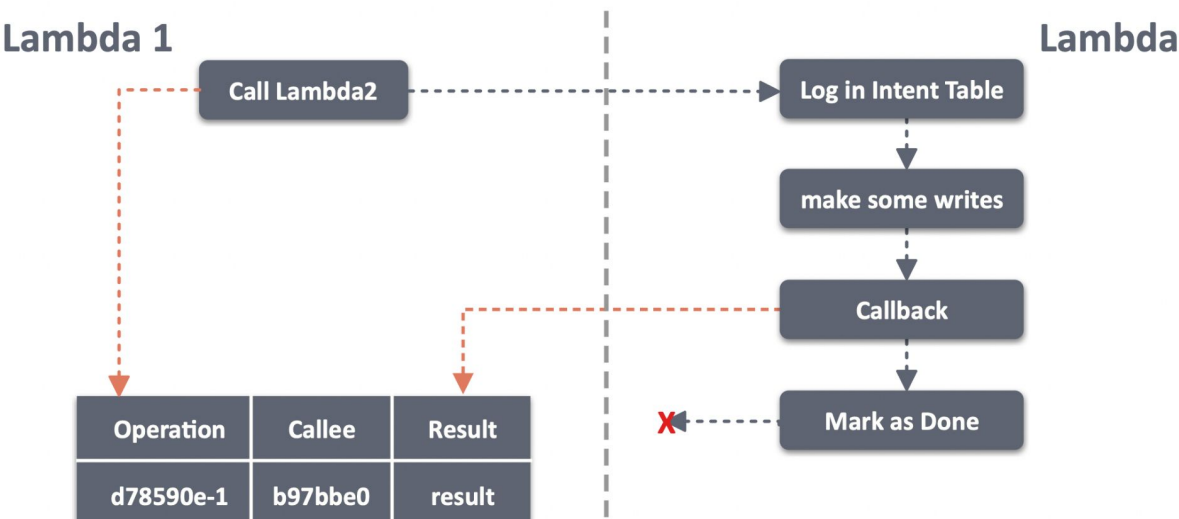 Lambda 1
Lambda
Call Lambda2
Log in Intent Table
make some writes
Callback
Mark as Done
X
Operation Callee Result
d78590e-1 b97bbe0 result